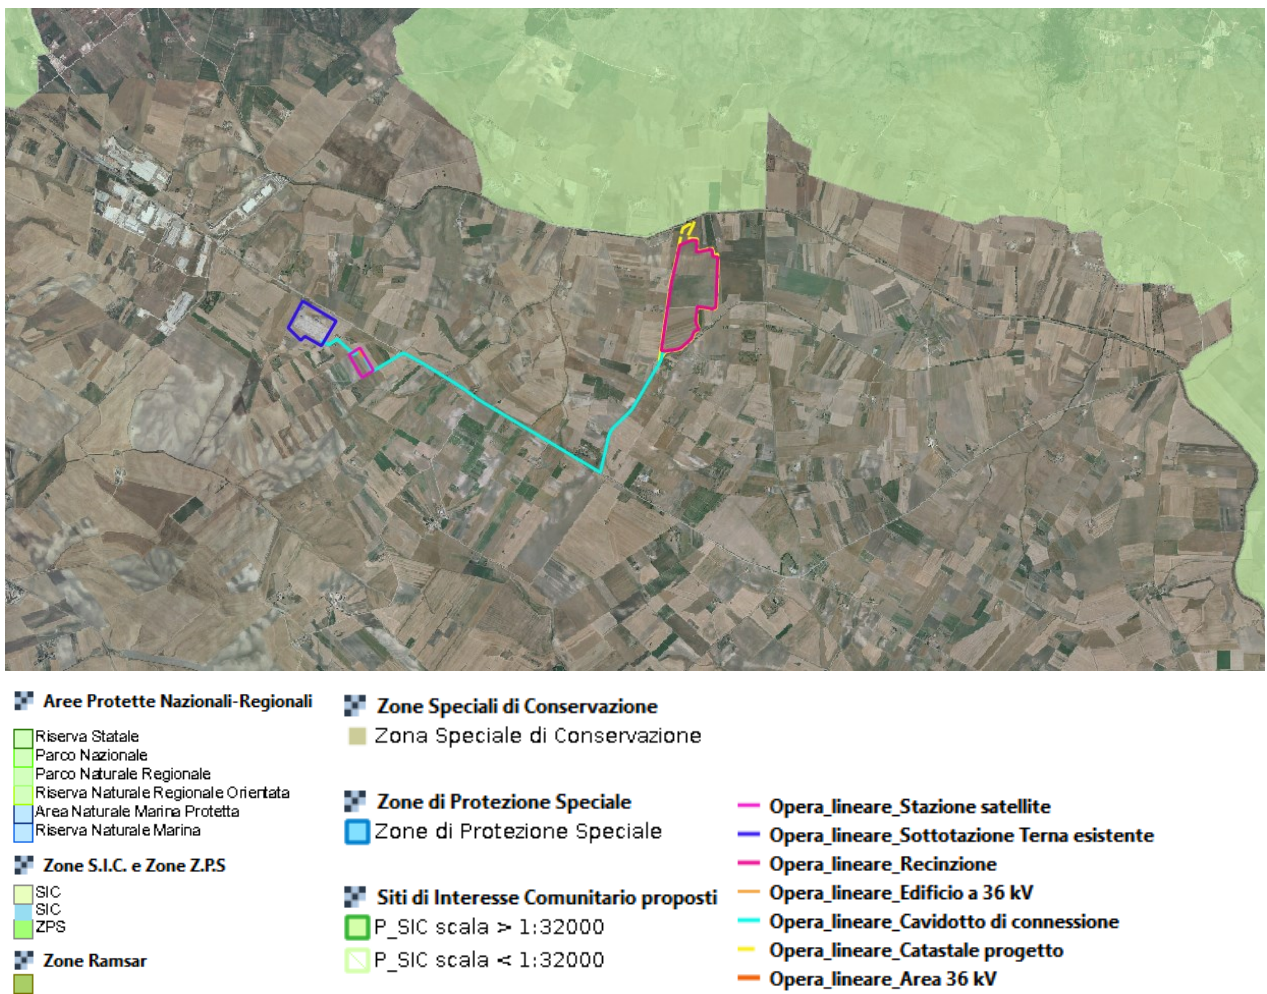 Aree Protette Nazionali-Regionali
Riserva Statale
Parco Nazionale
Parco Naturale Regionale
Riserva Naturale Regionale Orientata
Area Naturale Marina Protetta
Riserva Naturale Marina
Zone S.I.C. e Zone Z.P.S
SIC
SIC
ZPS
Zone Ramsar
Zone Speciali di Conservazione
Zona Speciale di Conservazione
Zone di Protezione Speciale
Zone di Protezione Speciale
Siti di Interesse Comunitario proposti
P_SIC scala > 1:32000
P_SIC scala < 1:32000
Opera_lineare_Stazione satellite
Opera_lineare_Sottotazione Terna esistente
Opera_lineare_Recinzione
Opera_lineare_Edificio a 36 kV
Opera_lineare_Cavidotto di connessione
Opera_lineare_Catastale progetto
Opera_lineare_Area 36 kV